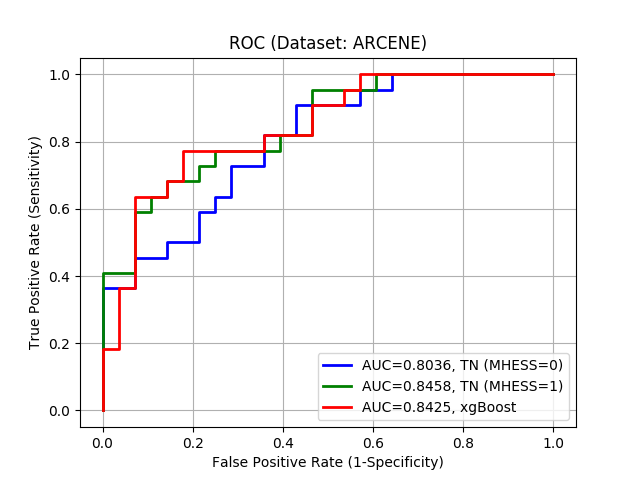 ROC (Dataset: ARCENE)
1.0
0.8
0.6
0.4
0.2
0.0
True Positive Rate (Sensitivity)
AUC=0.8036, TN (MHESS=0)
AUC=0.8458, TN (MHESS=1)
AUC=0.8425, xgBoost
0.0 0.2 0.4 0.6 0.8 1.0
False Positive Rate (1-Specificity)